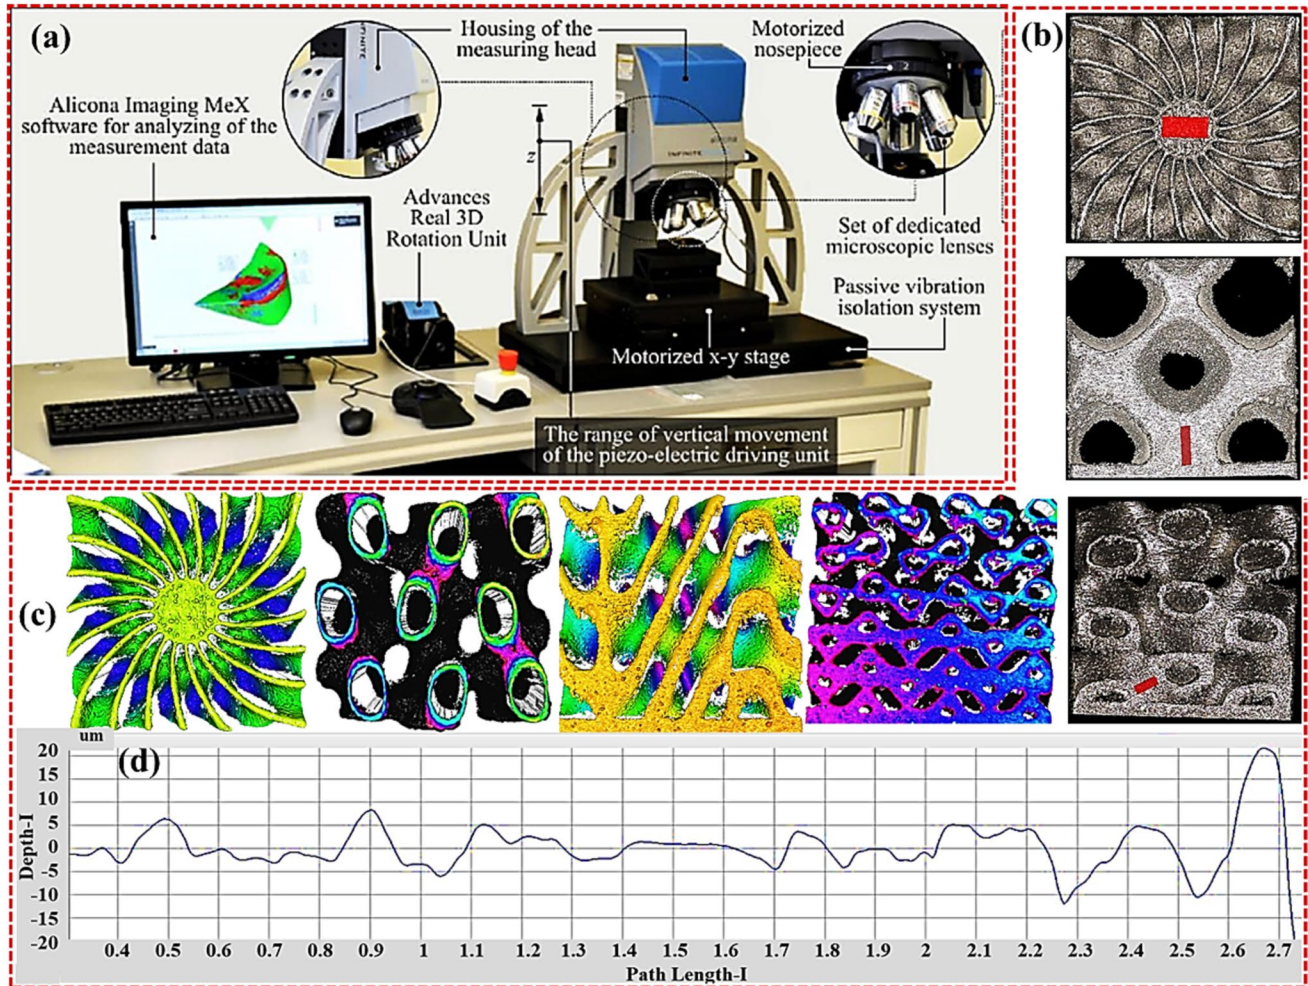 (a)
Housing of the
measuring head
Motorized
nosepiece
Alicona Imaging MeX
software for analyzing of the
measurement data
z
INFINITE
alicona
INFINITE
Advances
Real 3D
Rotation Unit
Set of dedicated
microscopic lenses
Passive vibration
isolation system
Motorized x-y stage
The range of vertical movement
of the piezo-electric driving unit
(b)
(c)
um
(d)
Depth-I
20
15
10
5
0
-5
-10
-15
-20
0.4 0.5 0.6 0.7 0.8 0.9 1 1.1 1.2 1.3 1.4 1.5 1.6 1.7 1.8 1.9 2 2.1 2.2 2.3 2.4 2.5 2.6 2.7
Path Length-I